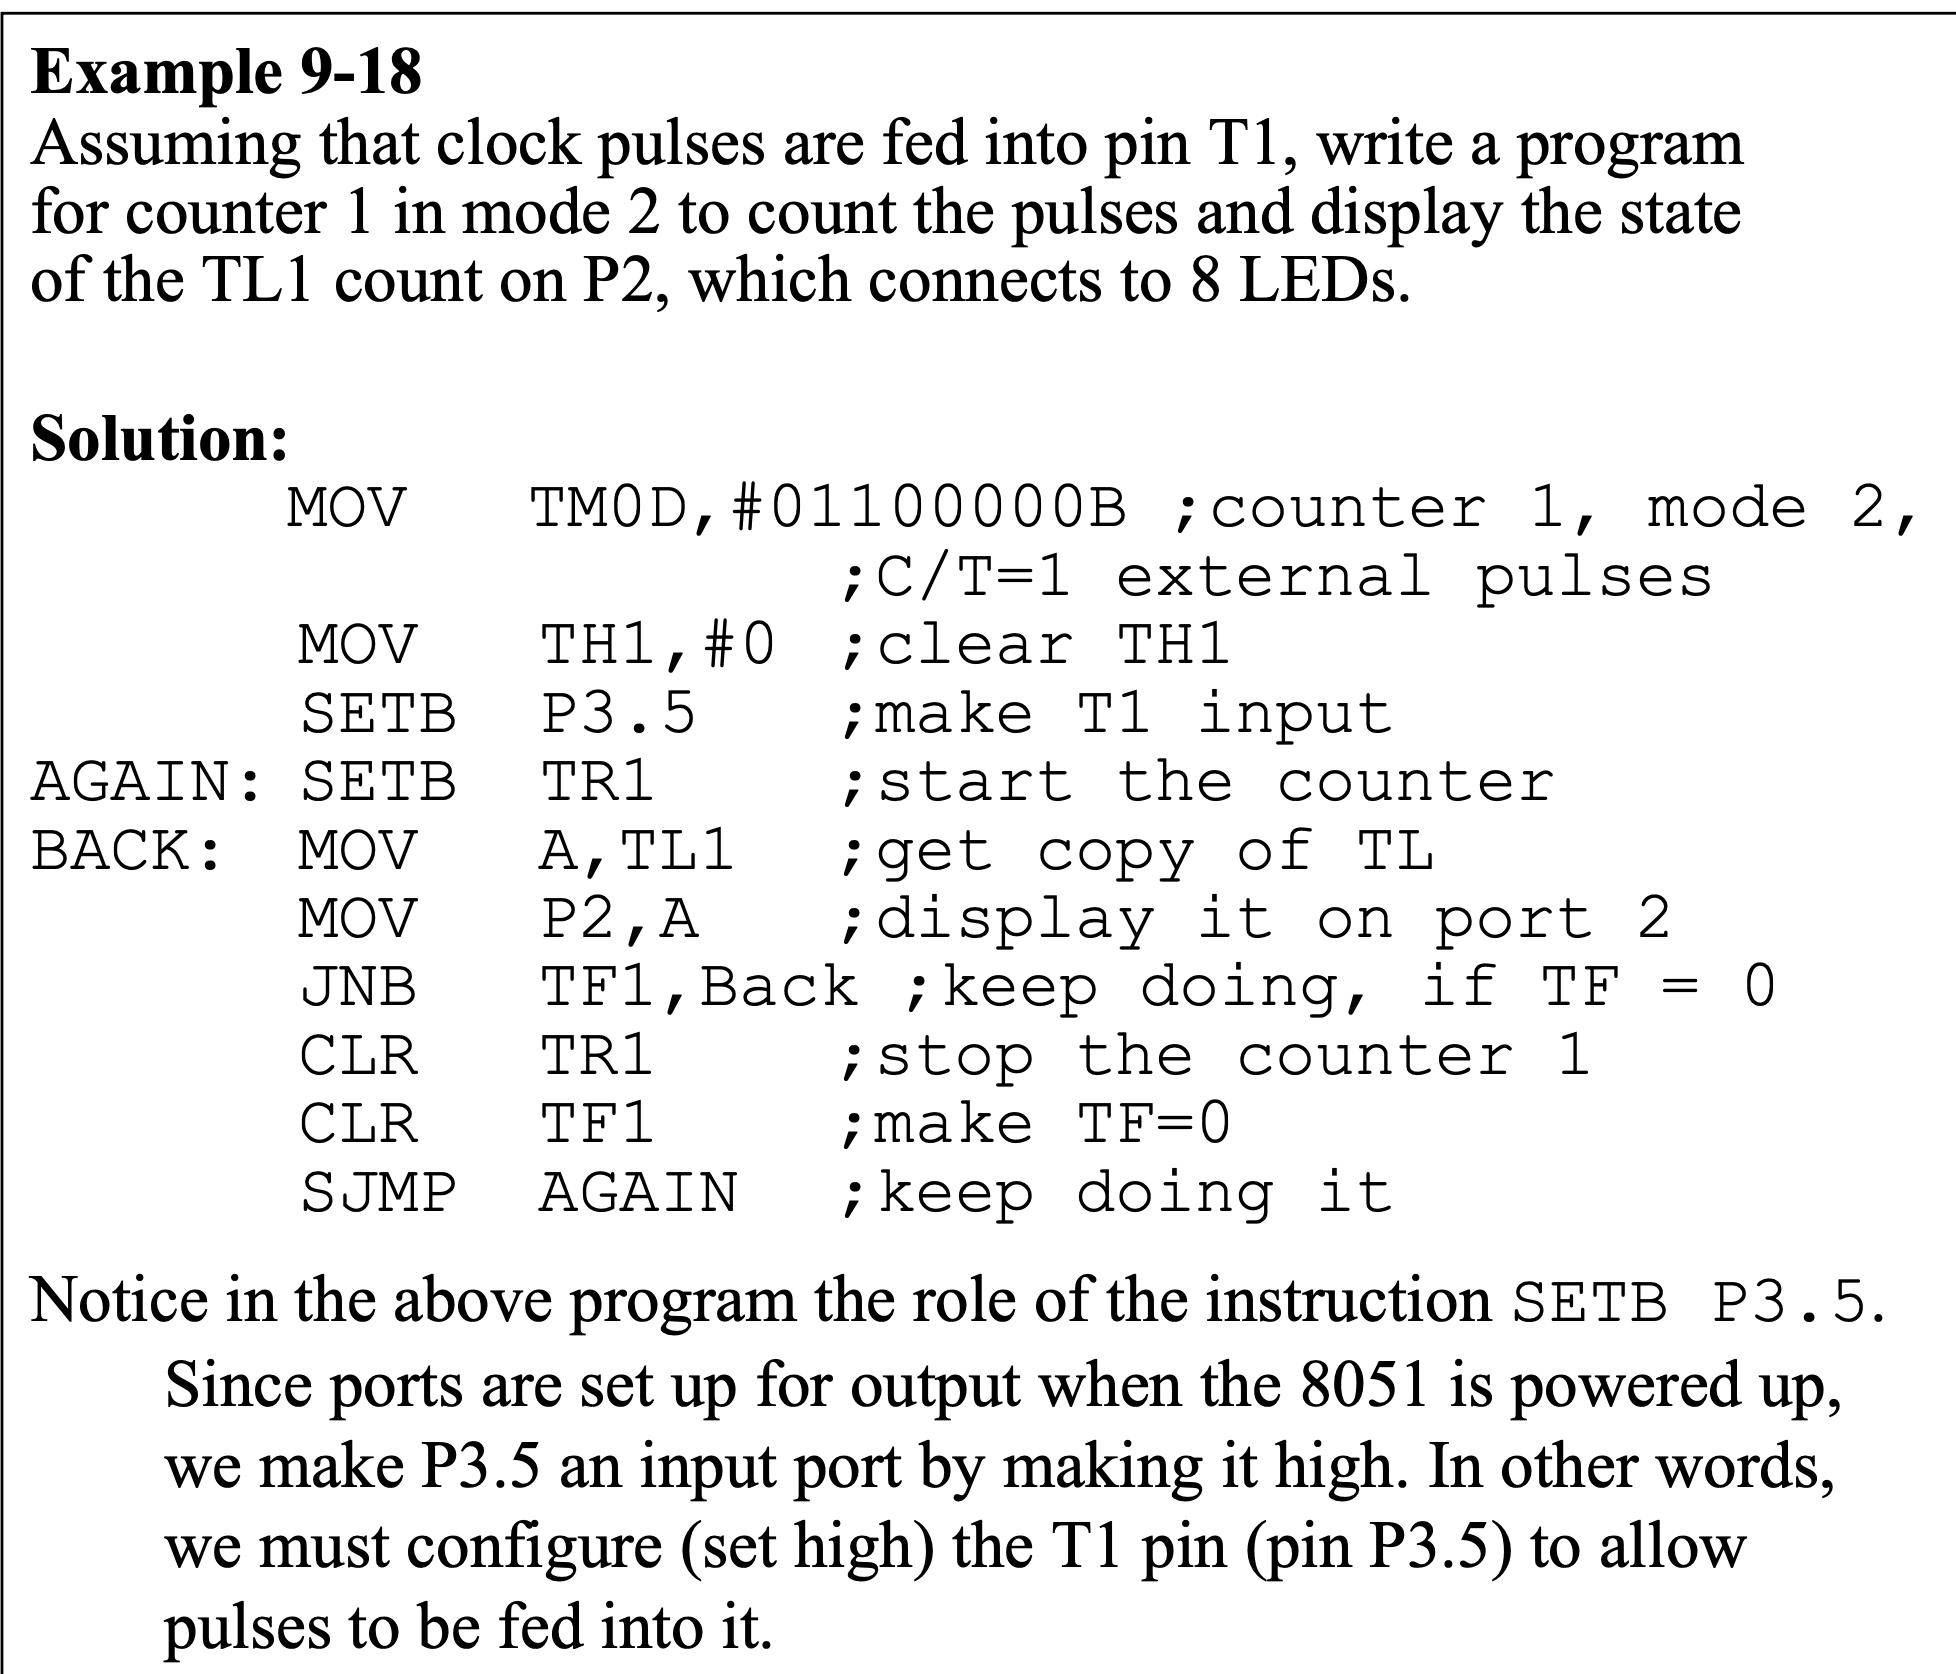 Example 9-18
Assuming that clock pulses are fed into pin T1, write a program
for counter 1 in mode 2 to count the pulses and display the state
of the TL1 count on P2, which connects to 8 LEDs.
Solution:
MOV TM0D,#01100000B ;counter 1, mode 2,
;C/T=1 external pulses
MOV TH1,#0 ;clear TH1
SETB P3.5 ;make T1 input
AGAIN: SETB TR1 ;start the counter
BACK: MOV A,TL1 ;get copy of TL
MOV P2,A ;display it on port 2
JNB TF1,Back ;keep doing, if TF = 0
CLR TR1 ;stop the counter 1
CLR TF1 ;make TF=0
SJMP AGAIN ;keep doing it
Notice in the above program the role of the instruction SETB P3.5.
Since ports are set up for output when the 8051 is powered up,
we make P3.5 an input port by making it high. In other words,
we must configure (set high) the T1 pin (pin P3.5) to allow
pulses to be fed into it.